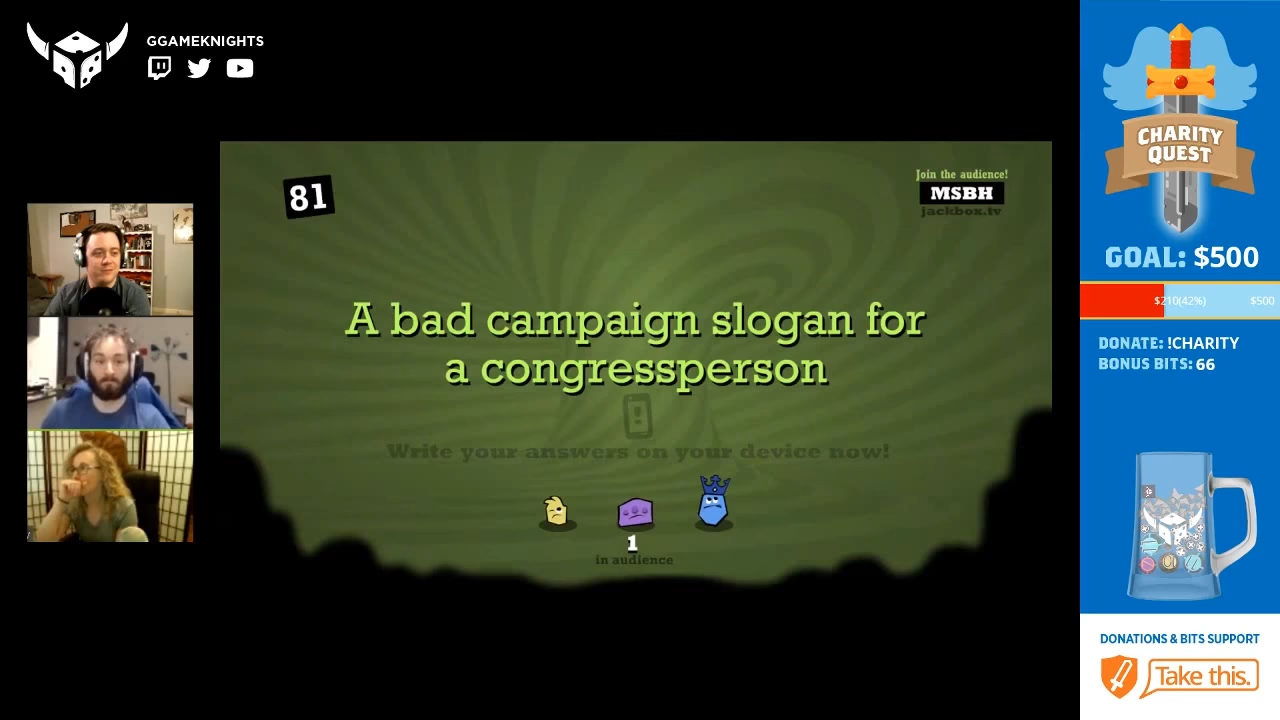 GGAMEKNIGHTS
81
Join the audience!
MSBH
jackbox.tv
A bad campaign slogan for
a congressperson
Write your answers on your device now!
1
in audience
CHARITY
QUEST
GOAL: $500
$210(42%) $500
DONATE: !CHARITY
BONUS BITS: 66
DONATIONS & BITS SUPPORT
Take this.